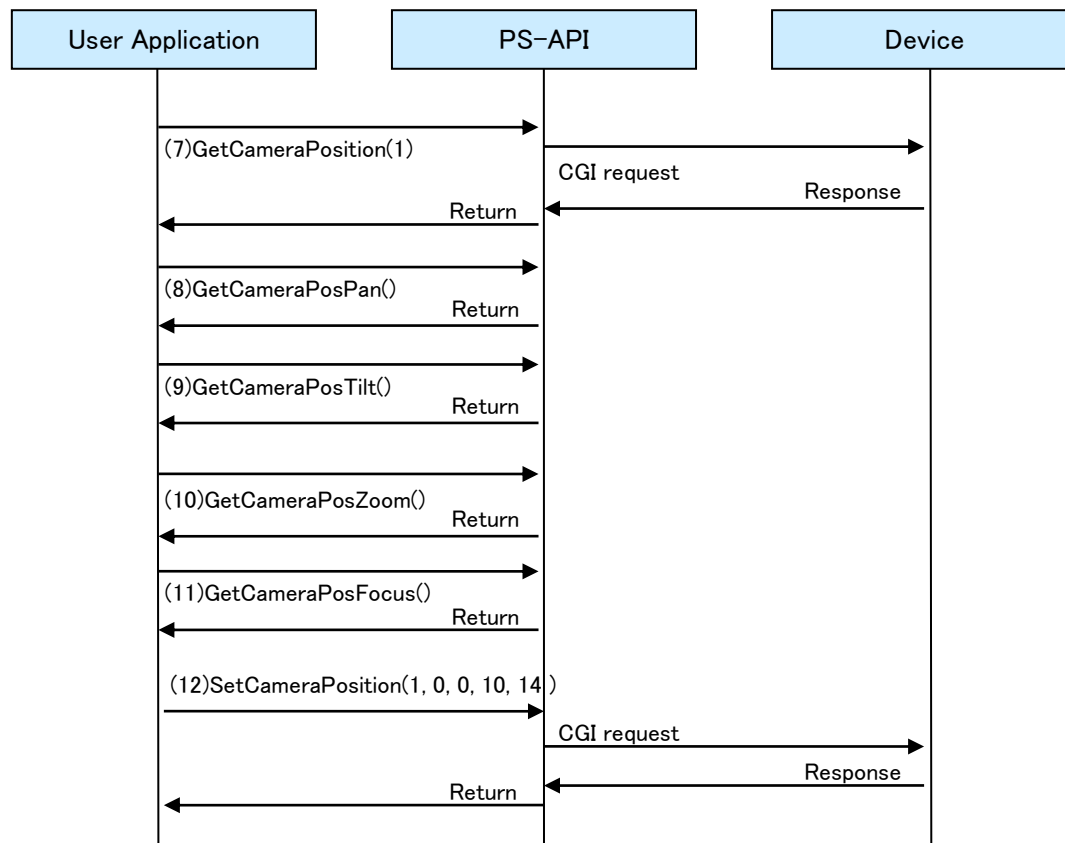 User Application
PS-API
Device
(7)GetCameraPosition(1)
CGI request
Response
Return
(8)GetCameraPosPan()
Return
(9)GetCameraPosTilt()
Return
(10)GetCameraPosZoom()
Return
(11)GetCameraPosFocus()
Return
(12)SetCameraPosition(1, 0, 0, 10, 14 )
CGI request
Response
Return